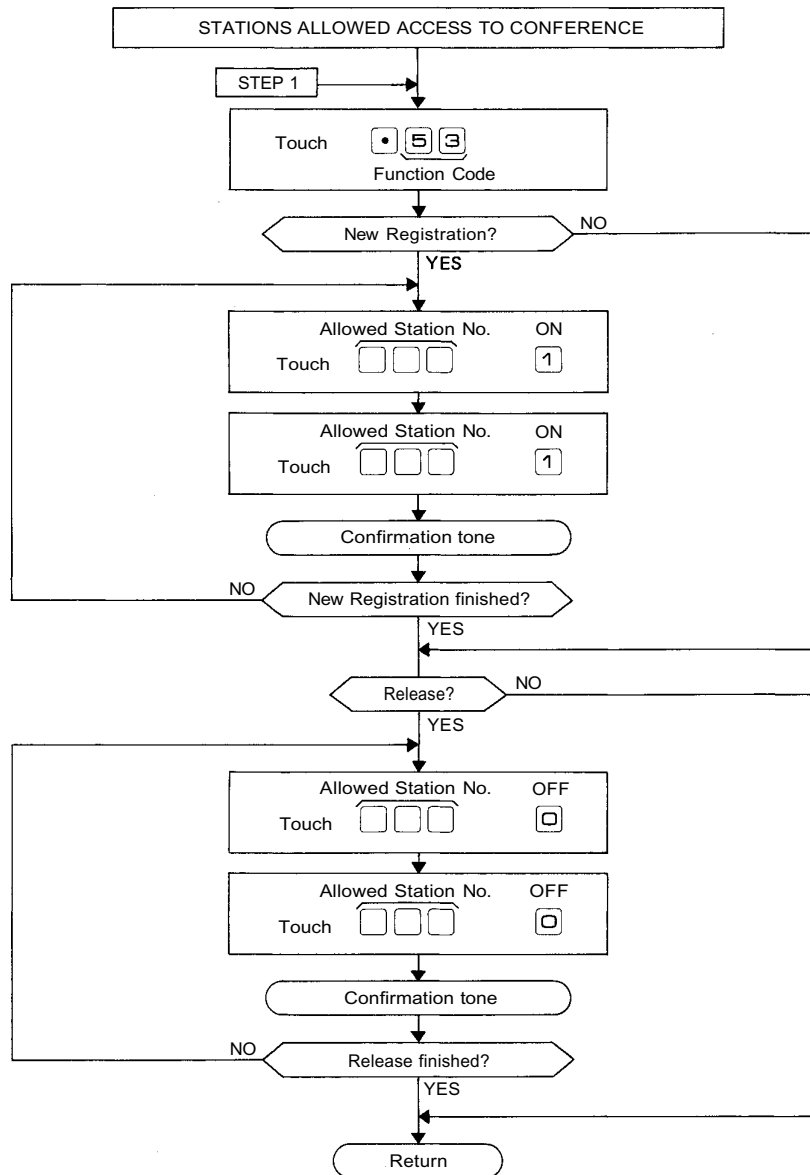 STATIONS ALLOWED ACCESS TO CONFERENCE
STEP 1
Touch • 5 3
Function Code
New Registration? NO
YES
Allowed Station No. ON
Touch 1
Allowed Station No. ON
Touch 1
Confirmation tone
NO New Registration finished?
YES
Release? NO
YES
Allowed Station No. OFF
Touch 0
Allowed Station No. OFF
Touch 0
Confirmation tone
NO Release finished?
YES
Return